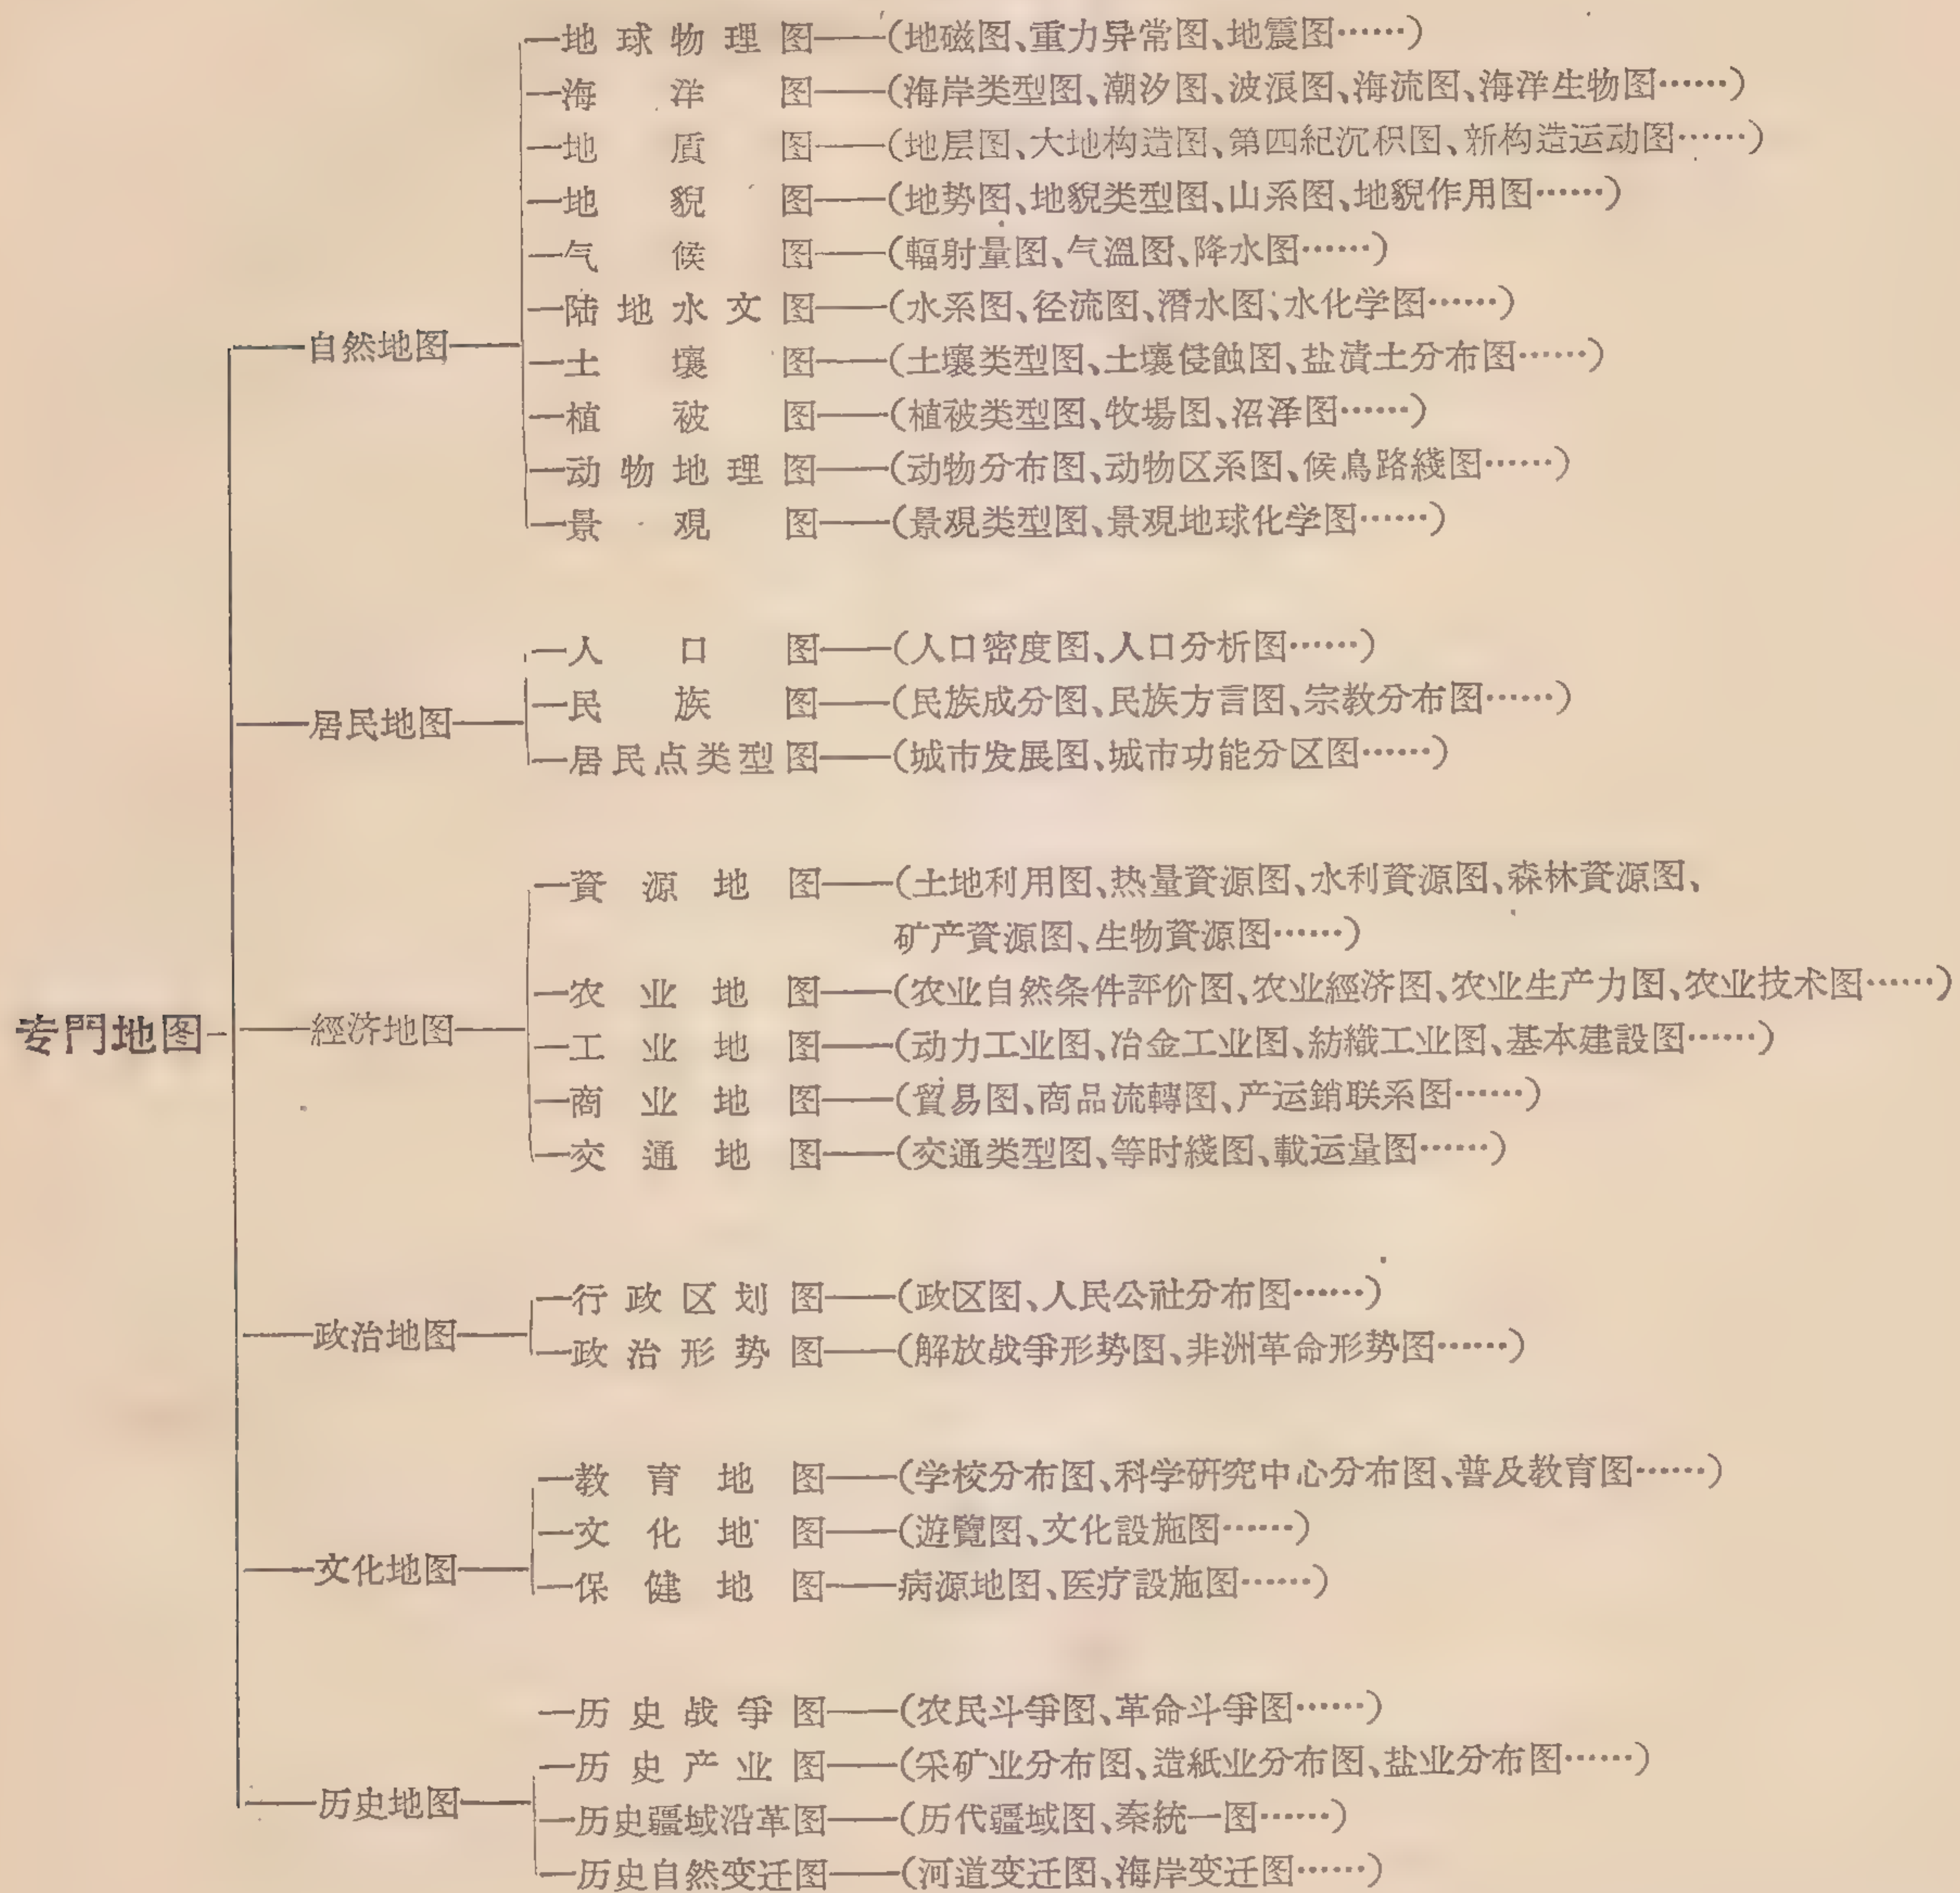 专門地图
自然地图
地球物理图——(地磁图、重力异常图、地震图……)
海洋图——(海岸类型图、潮汐图、波浪图、海流图、海洋生物图……)
地質图——(地层图、大地构造图、第四紀沉积图、新构造运动图……)
地貌图——(地势图、地貌类型图、山系图、地貌作用图……)
气候图——(輻射量图、气溫图、降水图……)
陆地水文图——(水系图、径流图、潛水图、水化学图……)
土壤图——(土壤类型图、土壤侵蝕图、盐漬土分布图……)
植被图——(植被类型图、牧場图、沼泽图……)
动物地理图——(动物分布图、动物区系图、候鳥路綫图……)
景观图——(景观类型图、景观地球化学图……)
居民地图
人口图——(人口密度图、人口分析图……)
民族图——(民族成分图、民族方言图、宗教分布图……)
居民点类型图——(城市发展图、城市功能分区图……)
經济地图
資源地图——(土地利用图、热量資源图、水利資源图、森林資源图、
矿产資源图、生物資源图……)
农业地图——(农业自然条件評价图、农业經济图、农业生产力图、农业技术图……)
工业地图——(动力工业图、冶金工业图、紡織工业图、基本建設图……)
商业地图——(貿易图、商品流轉图、产运銷联系图……)
交通地图——(交通类型图、等时綫图、載运量图……)
政治地图
行政区划图——(政区图、人民公社分布图……)
政治形势图——(解放战爭形势图、非洲革命形势图……)
文化地图
教育地图——(学校分布图、科学研究中心分布图、普及教育图……)
文化地图——(遊覽图、文化設施图……)
保健地图——病源地图、医疗設施图……)
历史地图
历史战爭图——(农民斗爭图、革命斗爭图……)
历史产业图——(采矿业分布图、造紙业分布图、盐业分布图……)
历史疆域沿革图——(历代疆域图、秦統一图……)
历史自然变迁图——(河道变迁图、海岸变迁图……)